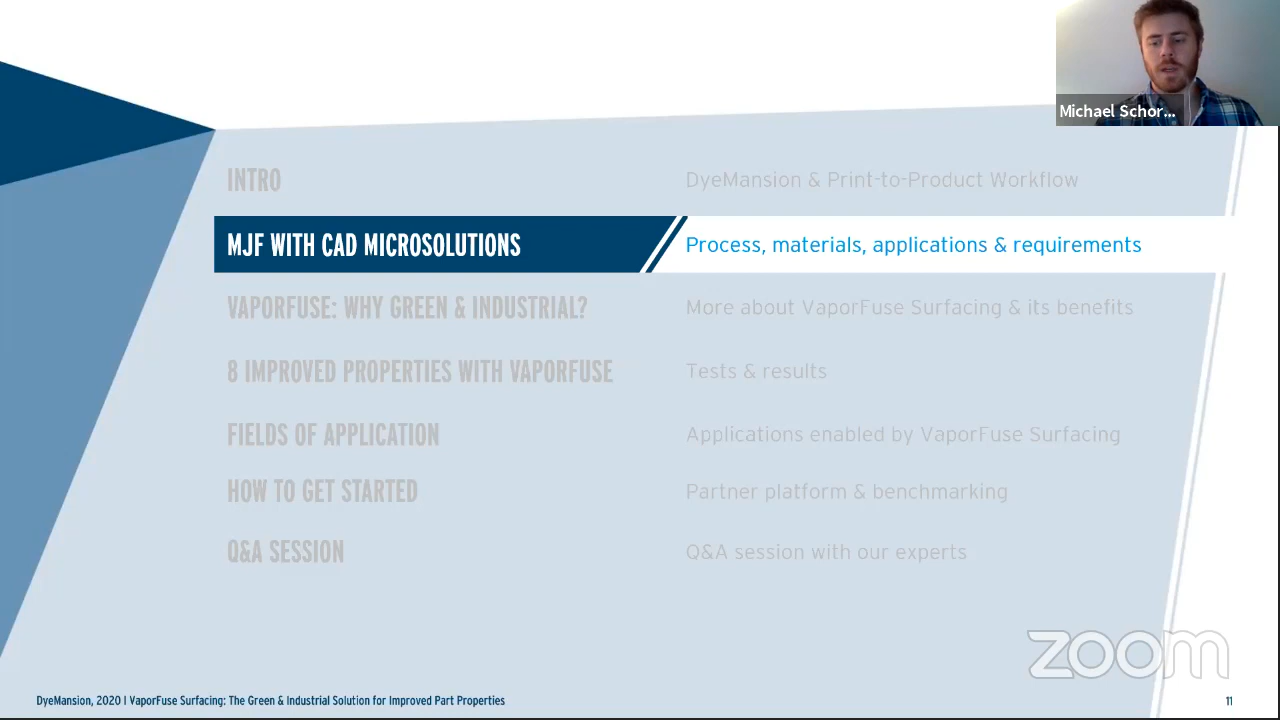 Michael Schor...
INTRO
DyeMansion & Print-to-Product Workflow
MJF WITH CAD MICROSOLUTIONS
Process, materials, applications & requirements
VAPORFUSE: WHY GREEN & INDUSTRIAL?
More about VaporFuse Surfacing & its benefits
8 IMPROVED PROPERTIES WITH VAPORFUSE
Tests & results
FIELDS OF APPLICATION
Applications enabled by VaporFuse Surfacing
HOW TO GET STARTED
Partner platform & benchmarking
Q&A SESSION
Q&A session with our experts
zoom
DyeMansion, 2020 I VaporFuse Surfacing: The Green & Industrial Solution for Improved Part Properties
11